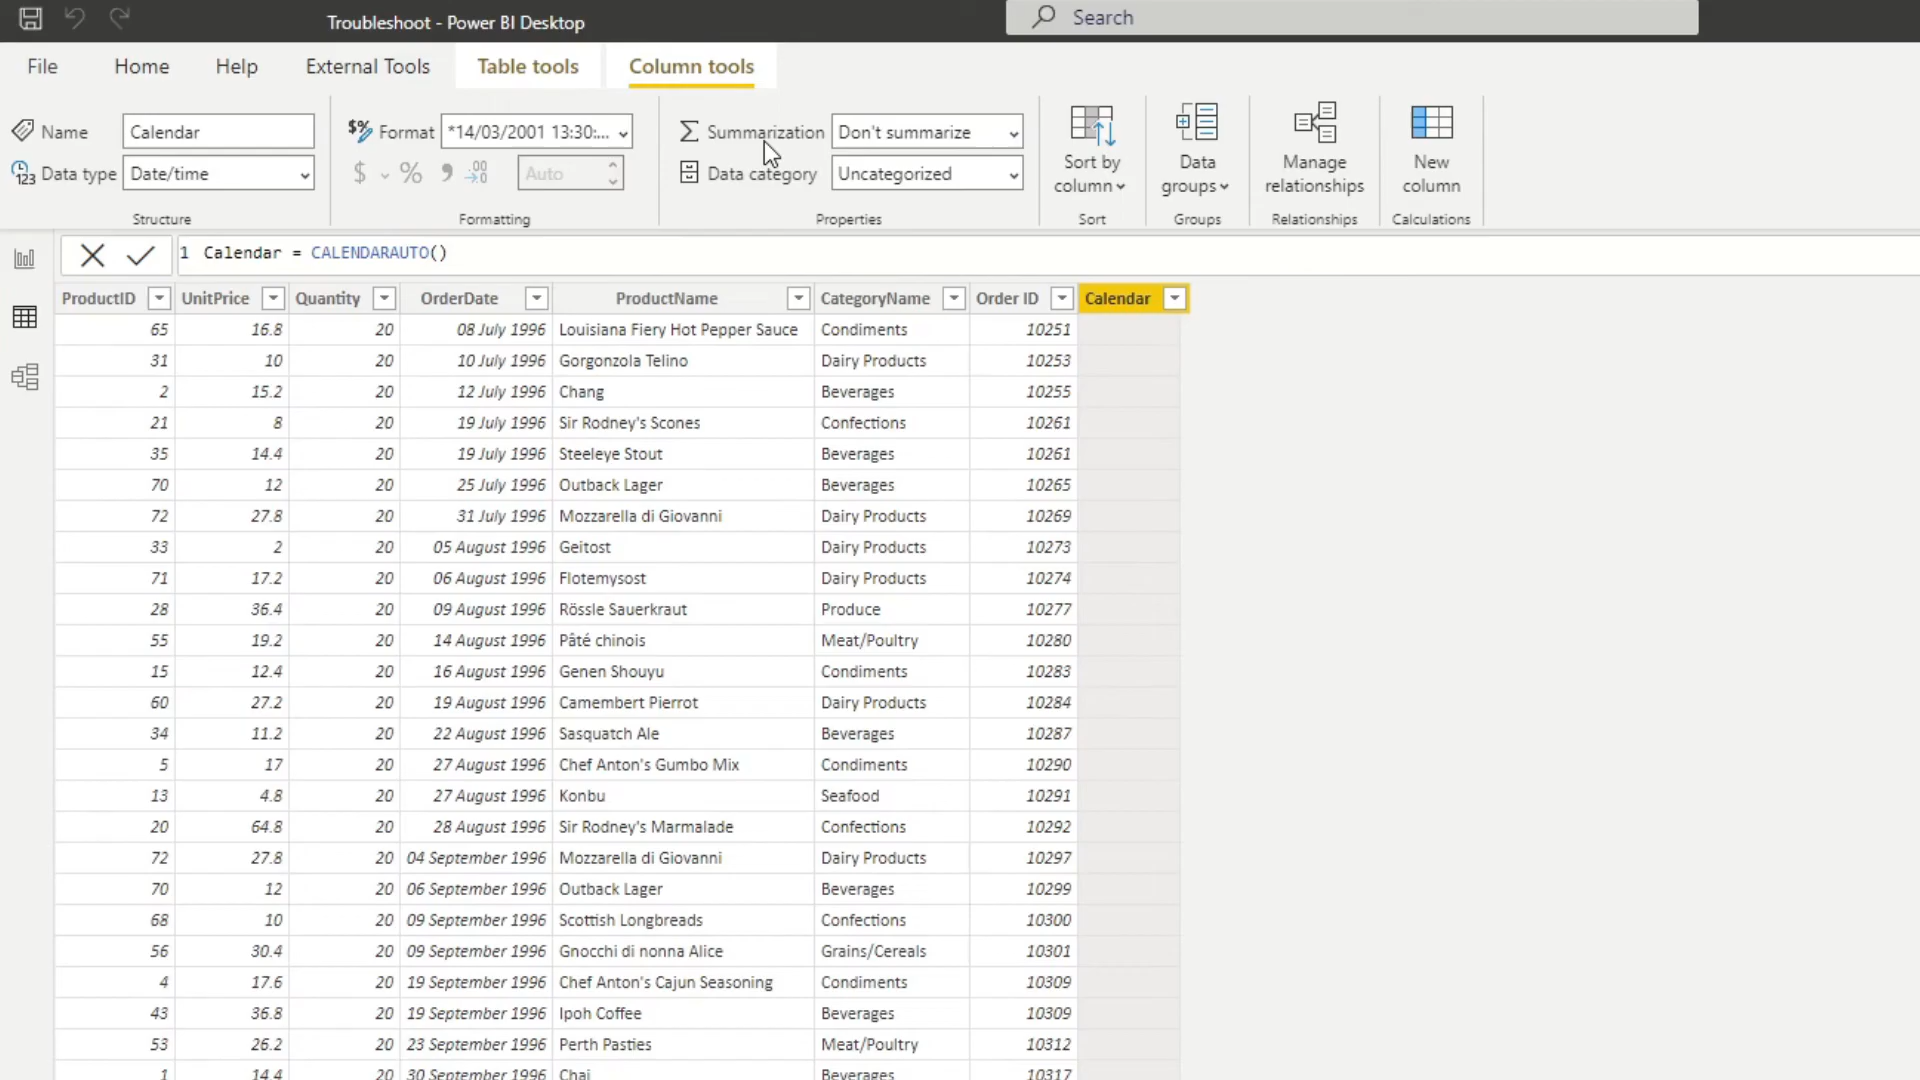 Troubleshoot - Power BI Desktop
Search
File Home Help External Tools Table tools Column tools
Name Calendar
Data type Date/time
Structure
Format *14/03/2001 13:30:...
$ % Auto
Formatting
Summarization Don't summarize
Data category Uncategorized
Properties
Sort by
column
Sort
Data
groups
Groups
Manage
relationships
Relationships
New
column
Calculations
1 Calendar = CALENDARAUTO()
ProductID UnitPrice Quantity OrderDate ProductName CategoryName Order ID Calendar
65 16.8 20 08 July 1996 Louisiana Fiery Hot Pepper Sauce Condiments 10251
31 10 20 10 July 1996 Gorgonzola Telino Dairy Products 10253
2 15.2 20 12 July 1996 Chang Beverages 10255
21 8 20 19 July 1996 Sir Rodney's Scones Confections 10261
35 14.4 20 19 July 1996 Steeleye Stout Beverages 10261
70 12 20 25 July 1996 Outback Lager Beverages 10265
72 27.8 20 31 July 1996 Mozzarella di Giovanni Dairy Products 10269
33 2 20 05 August 1996 Geitost Dairy Products 10273
71 17.2 20 06 August 1996 Flotemysost Dairy Products 10274
28 36.4 20 09 August 1996 Rössle Sauerkraut Produce 10277
55 19.2 20 14 August 1996 Pâté chinois Meat/Poultry 10280
15 12.4 20 16 August 1996 Genen Shouyu Condiments 10283
60 27.2 20 19 August 1996 Camembert Pierrot Dairy Products 10284
34 11.2 20 22 August 1996 Sasquatch Ale Beverages 10287
5 17 20 27 August 1996 Chef Anton's Gumbo Mix Condiments 10290
13 4.8 20 27 August 1996 Konbu Seafood 10291
20 64.8 20 28 August 1996 Sir Rodney's Marmalade Confections 10292
72 27.8 20 04 September 1996 Mozzarella di Giovanni Dairy Products 10297
70 12 20 06 September 1996 Outback Lager Beverages 10299
68 10 20 09 September 1996 Scottish Longbreads Confections 10300
56 30.4 20 09 September 1996 Gnocchi di nonna Alice Grains/Cereals 10301
4 17.6 20 19 September 1996 Chef Anton's Cajun Seasoning Condiments 10309
43 36.8 20 19 September 1996 Ipoh Coffee Beverages 10309
53 26.2 20 23 September 1996 Perth Pasties Meat/Poultry 10312
1 14.4 20 30 September 1996 Chai Beverages 10317